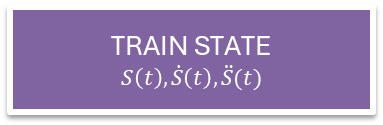 TRAIN STATE
S(t), Ṡ(t), S̈(t)